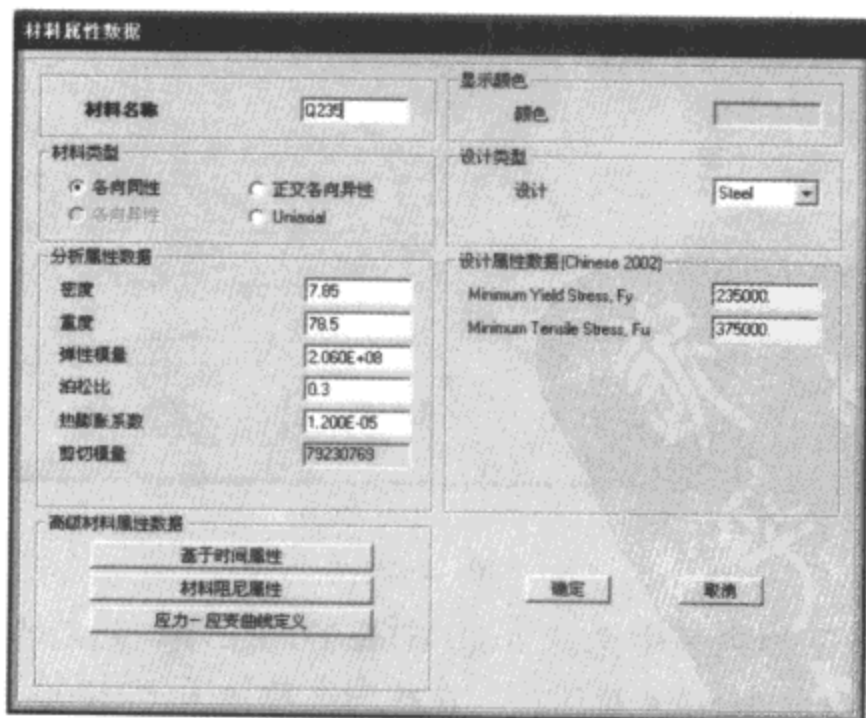 材料属性数据
材料名称 Q235
显示颜色
颜色
材料类型
各向同性 正交各向异性
各向异性 Uniaxial
设计类型
设计 Steel
分析属性数据
密度 7.85
重度 78.5
弹性模量 2.060E+08
泊松比 0.3
热膨胀系数 1.200E-05
剪切模量 79230769
设计属性数据(Chinese 2002)
Minimum Yield Stress, Fy 235000.
Minimum Tensile Stress, Fu 375000.
高级材料属性数据
基于时间属性
材料阻尼属性
应力-应变曲线定义
确定 取消